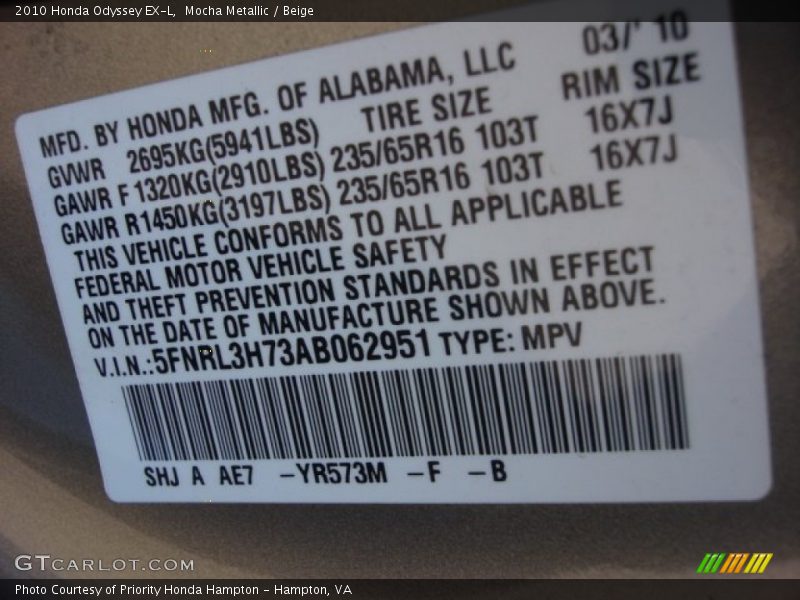 2010 Honda Odyssey EX-L, Mocha Metallic / Beige
03/' 10
MFD. BY HONDA MFG. OF ALABAMA, LLC
GVWR 2695KG(5941LBS) TIRE SIZE RIM SIZE
GAWR F 1320KG(2910LBS) 235/65R16 103T 16X7J
GAWR R1450KG(3197LBS) 235/65R16 103T 16X7J
THIS VEHICLE CONFORMS TO ALL APPLICABLE
FEDERAL MOTOR VEHICLE SAFETY
AND THEFT PREVENTION STANDARDS IN EFFECT
ON THE DATE OF MANUFACTURE SHOWN ABOVE.
V.I.N.:5FNRL3H73AB062951 TYPE: MPV
SHJ A AE7 -YR573M -F -B
GTCARLOT.COM
Photo Courtesy of Priority Honda Hampton - Hampton, VA